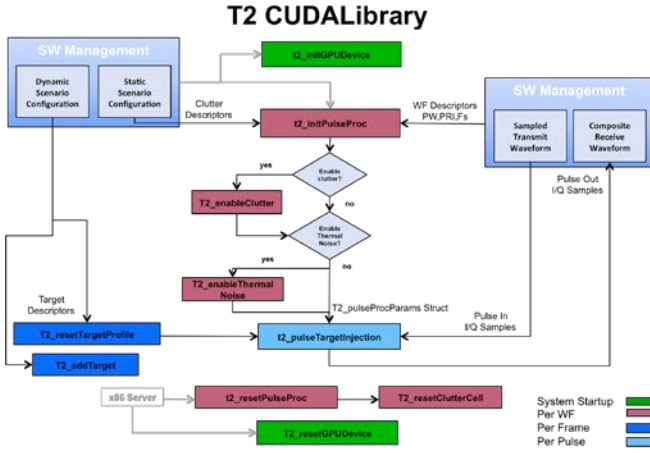 T2 CUDALibrary
SW Management
Dynamic
Scenario
Configuration
Static
Scenario
Configuration
t2_initGPUDevice
Clutter
Descriptors
t2_initPulseProc
WF Descriptors
PW,PRI,Fs
SW Management
Sampled
Transmit
Waveform
Composite
Receive
Waveform
Enable
clutter?
yes
T2_enableClutter
no
Enable
Thermal
Noise?
Pulse Out
I/Q Samples
yes
no
T2_enableThermal
Noise
Target
Descriptors
T2_pulseProcParams Struct
Pulse In
I/Q Samples
T2_resetTargetProfile
t2_pulseTargetInjection
T2_addTarget
x86 Server
t2_resetPulseProc
T2_resetClutterCell
T2_resetGPUDevice
System Startup
Per WF
Per Frame
Per Pulse